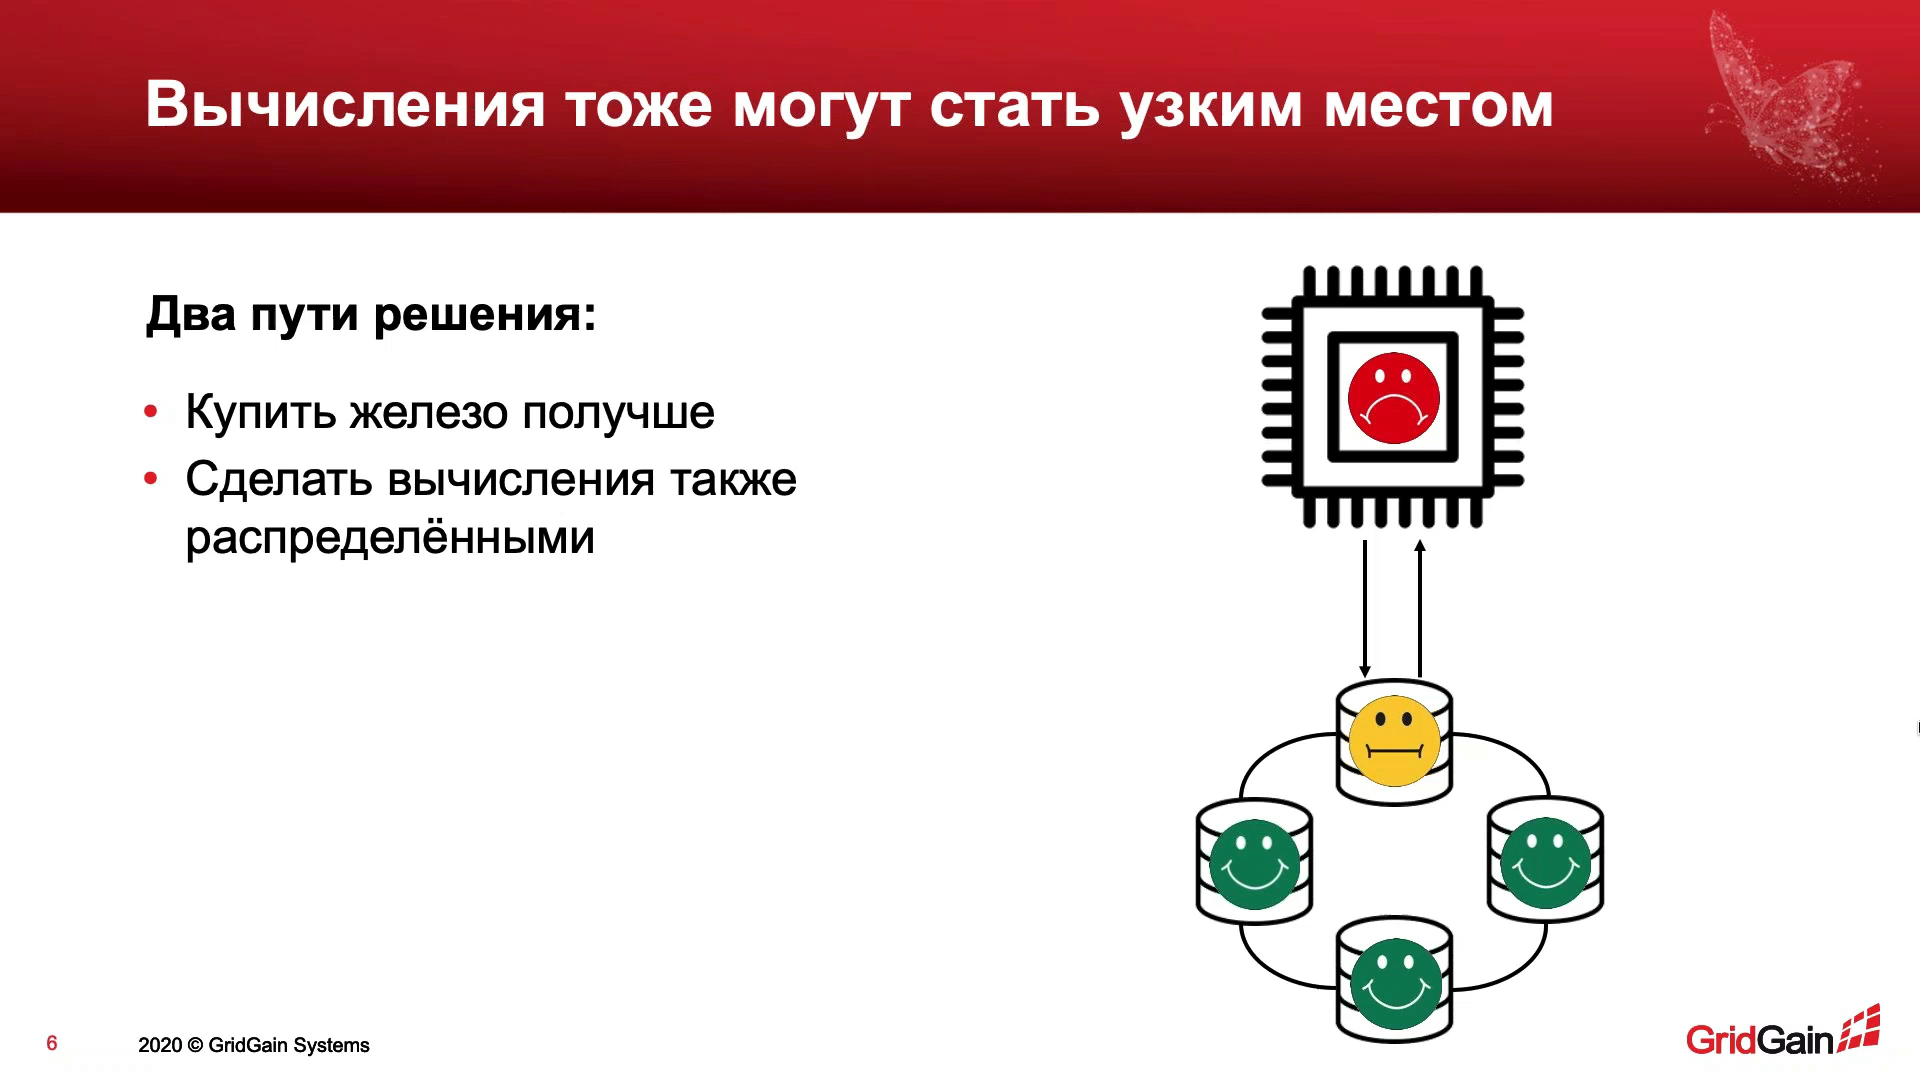 Вычисления тоже могут стать узким местом
Два пути решения:
• Купить железо получше
• Сделать вычисления также
распределёнными
6
2020 © GridGain Systems
GridGain